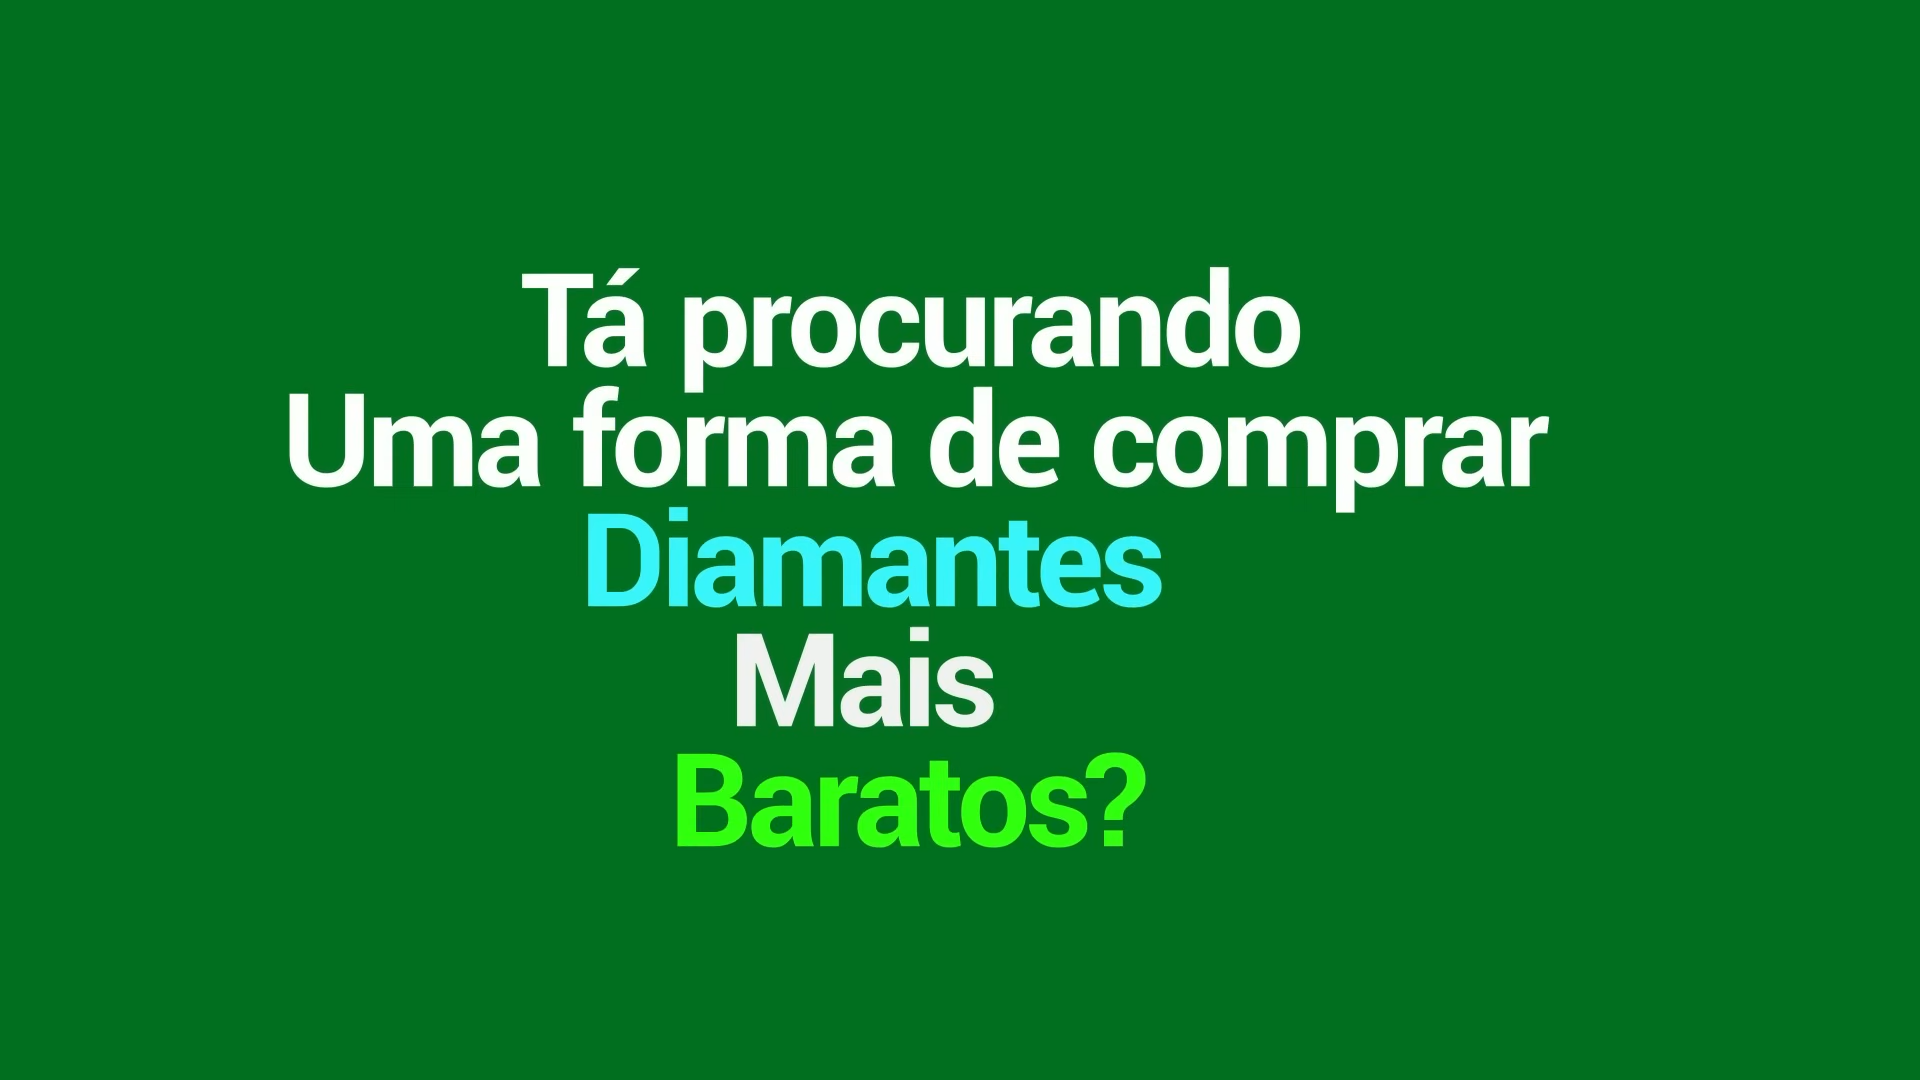 Tá procurando
Uma forma de comprar
Diamantes
Mais
Baratos?